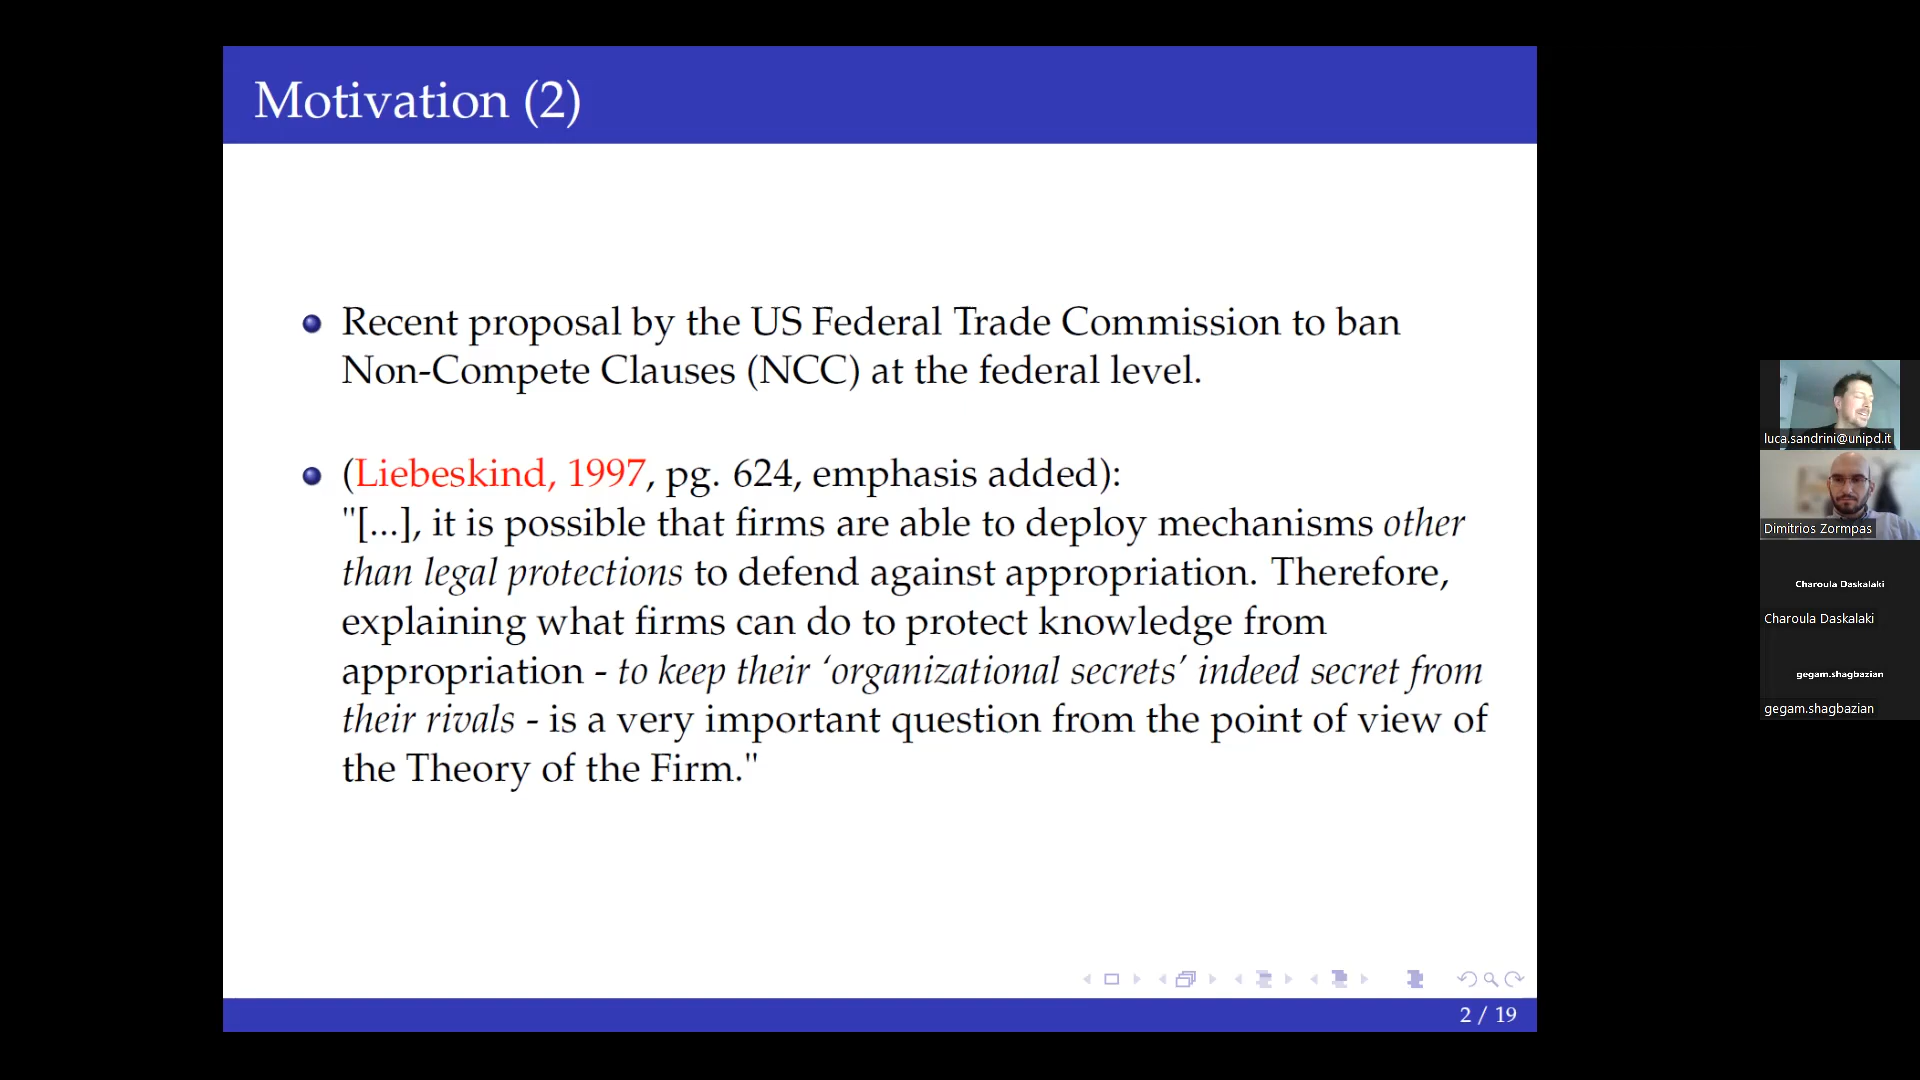 Motivation (2)
Recent proposal by the US Federal Trade Commission to ban
Non-Compete Clauses (NCC) at the federal level.
(Liebeskind, 1997, pg. 624, emphasis added):
"[...], it is possible that firms are able to deploy mechanisms other
than legal protections to defend against appropriation. Therefore,
explaining what firms can do to protect knowledge from
appropriation - to keep their ‘organizational secrets’ indeed secret from
their rivals - is a very important question from the point of view of
the Theory of the Firm."
2 / 19
luca.sandrini@unipd.it
Dimitrios Zormpas
Charoula Daskalaki
Charoula Daskalaki
gegam.shagbazian
gegam.shagbazian